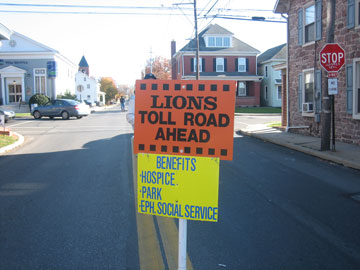 LIONS
TOLL ROAD
AHEAD
BENEFITS
·HOSPICE
·PARK
·EPH. SOCIAL SERVICE
STOP